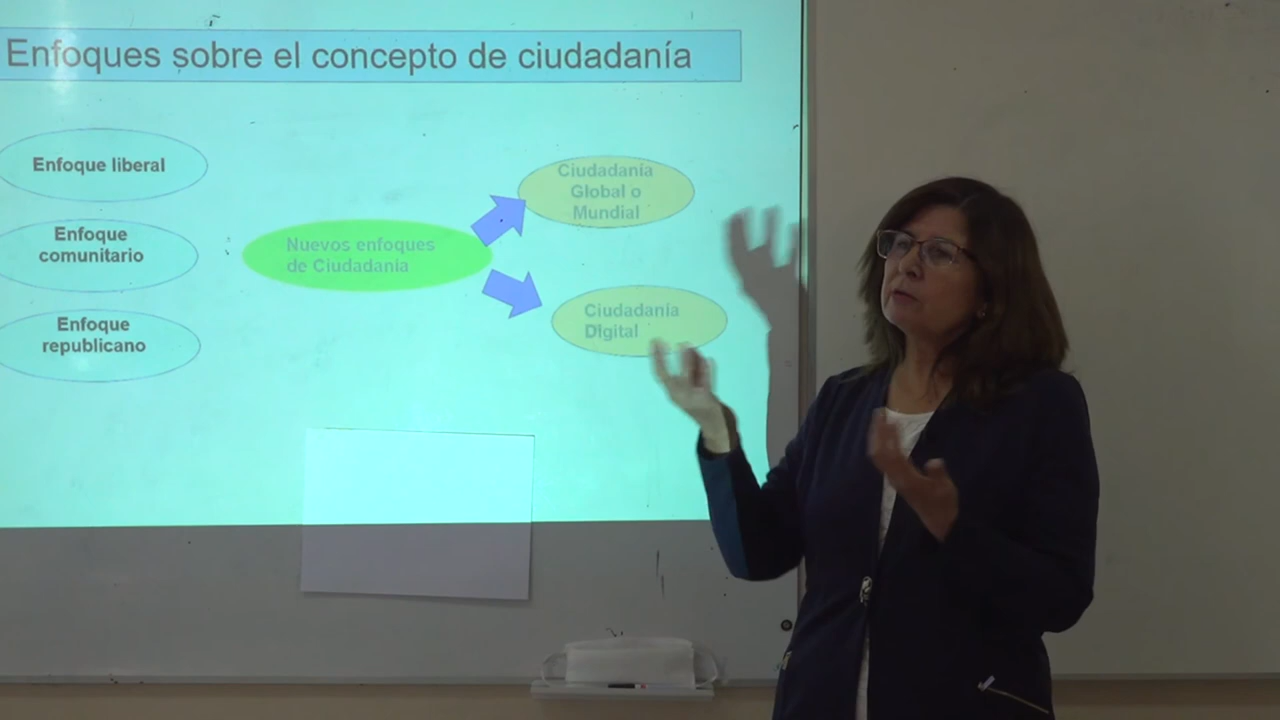 Enfoques sobre el concepto de ciudadanía
Enfoque liberal
Enfoque
comunitario
Enfoque
republicano
Nuevos enfoques
de Ciudadanía
Ciudadanía
Global o
Mundial
Ciudadanía
Digital